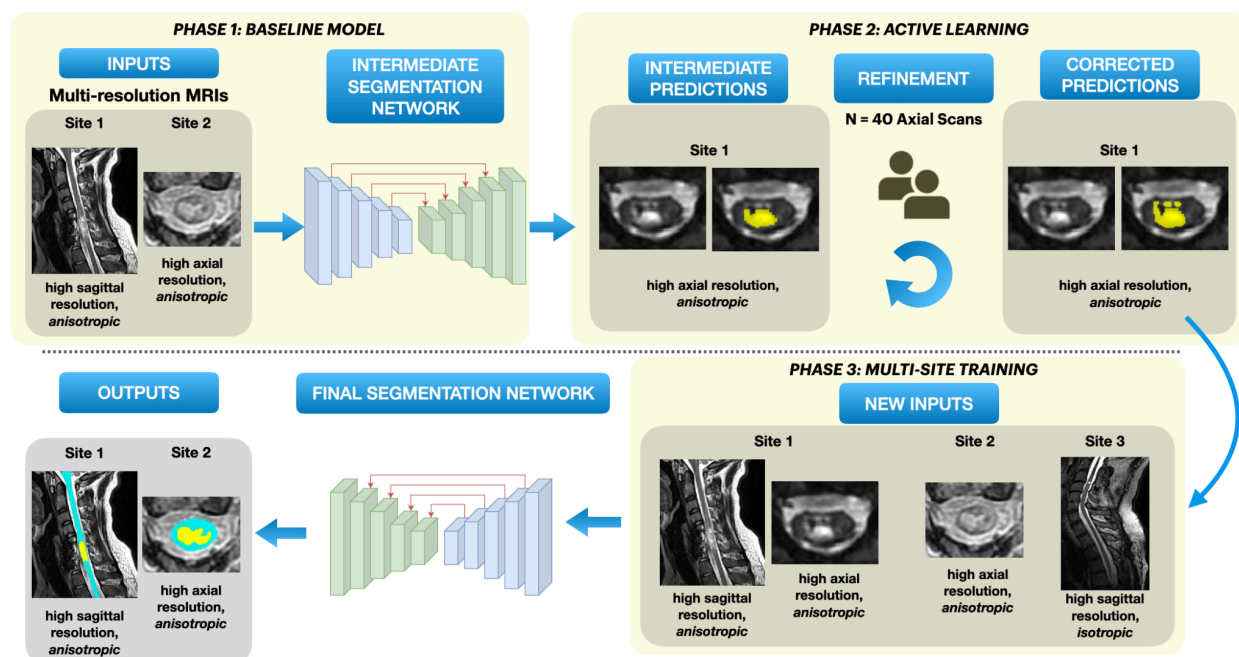 PHASE 1: BASELINE MODEL
INPUTS
Multi-resolution MRIs
Site 1
Site 2
high sagittal
resolution,
anisotropic
high axial
resolution,
anisotropic
INTERMEDIATE
SEGMENTATION
NETWORK
PHASE 2: ACTIVE LEARNING
INTERMEDIATE
PREDICTIONS
Site 1
high axial resolution,
anisotropic
REFINEMENT
N = 40 Axial Scans
CORRECTED
PREDICTIONS
Site 1
high axial resolution,
anisotropic
PHASE 3: MULTI-SITE TRAINING
NEW INPUTS
Site 1
high sagittal
resolution,
anisotropic
high axial
resolution,
anisotropic
Site 2
high axial
resolution,
anisotropic
Site 3
high sagittal
resolution,
isotropic
FINAL SEGMENTATION NETWORK
OUTPUTS
Site 1
Site 2
high sagittal
resolution,
anisotropic
high axial
resolution,
anisotropic